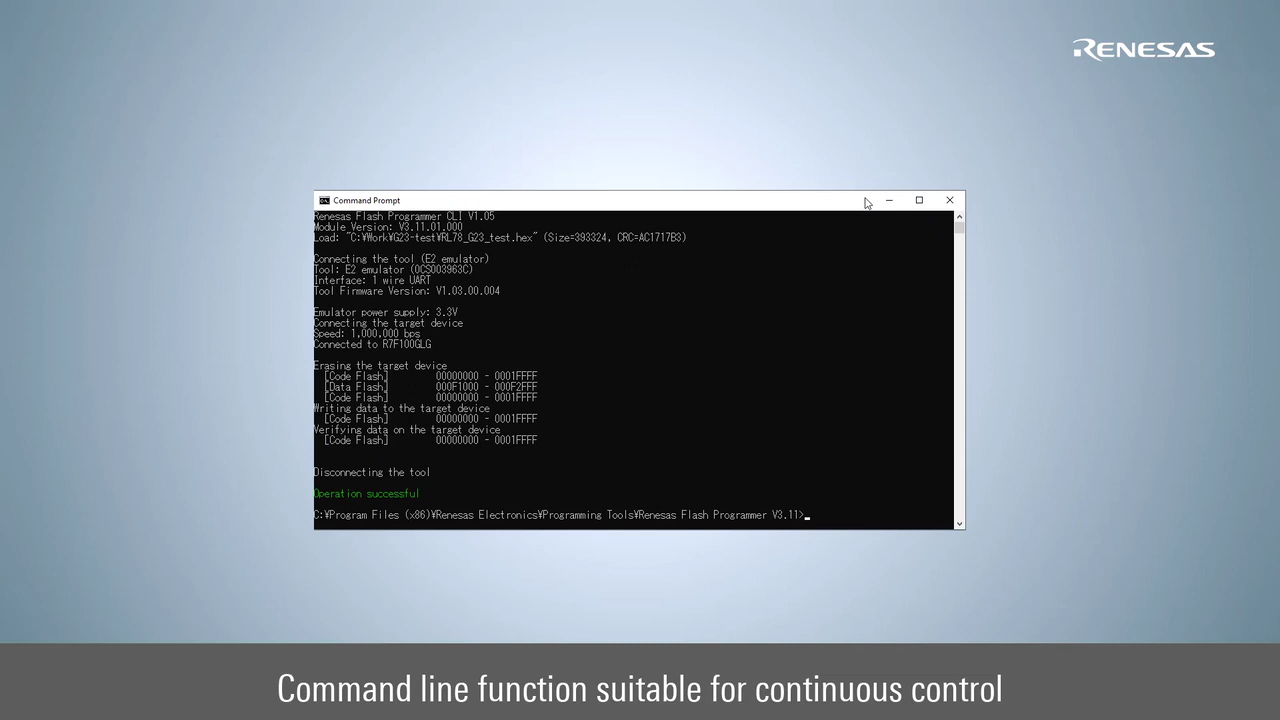 RENESAS
Command Prompt
Renesas Flash Programmer CLI V1.05
Module Version: V3.11.01.000
Load: "C:¥Work¥G23-test¥RL78_G23_test.hex" (Size=393324, CRC=AC1717B3)
Connecting the tool (E2 emulator)
Tool: E2 emulator (0CS003963C)
Interface: 1 wire UART
Tool Firmware Version: V1.03.00.004
Emulator power supply: 3.3V
Connecting the target device
Speed: 1,000,000 bps
Connected to R7F100GLG
Erasing the target device
[Code Flash] 00000000 - 0001FFFF
[Data Flash] 000F1000 - 000F2FFF
[Code Flash] 00000000 - 0001FFFF
Writing data to the target device
[Code Flash] 00000000 - 0001FFFF
Verifying data on the target device
[Code Flash] 00000000 - 0001FFFF
Disconnecting the tool
Operation successful
C:¥Program Files (x86)¥Renesas Electronics¥Programming Tools¥Renesas Flash Programmer V3.11>_
Command line function suitable for continuous control